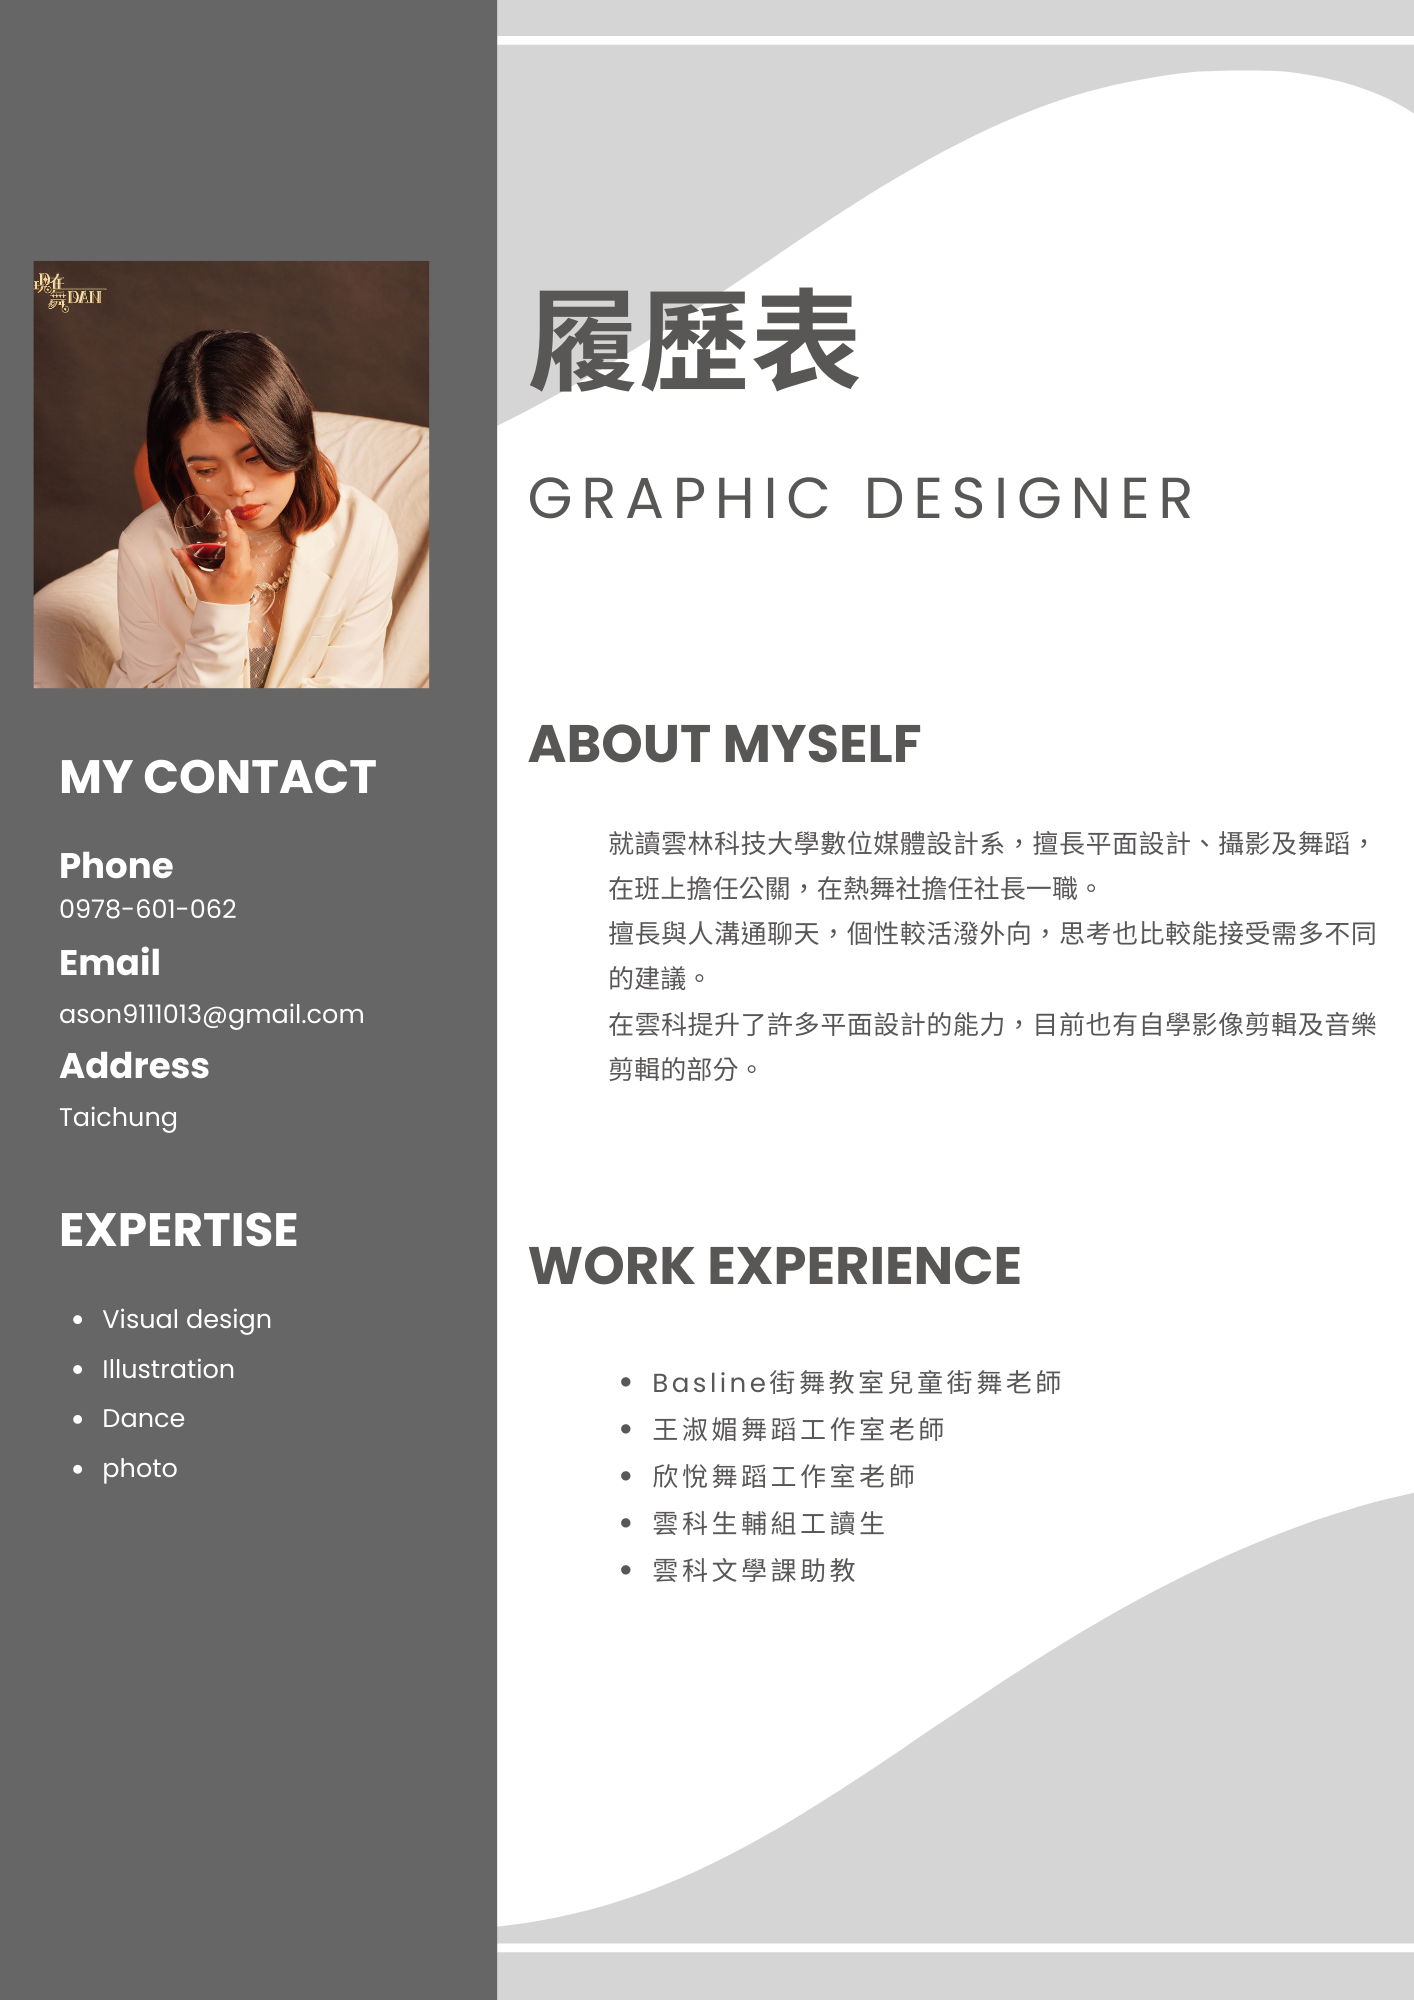 現在
舞DAN
履歷表
GRAPHIC DESIGNER
MY CONTACT
Phone
0978-601-062
Email
ason9111013@gmail.com
Address
Taichung
EXPERTISE
• Visual design
• Illustration
• Dance
• photo
ABOUT MYSELF
就讀雲林科技大學數位媒體設計系，擅長平面設計、攝影及舞蹈，
在班上擔任公關，在熱舞社擔任社長一職。
擅長與人溝通聊天，個性較活潑外向，思考也比較能接受需多不同
的建議。
在雲科提升了許多平面設計的能力，目前也有自學影像剪輯及音樂
剪輯的部分。
WORK EXPERIENCE
• Basline街舞教室兒童街舞老師
• 王淑媚舞蹈工作室老師
• 欣悅舞蹈工作室老師
• 雲科生輔組工讀生
• 雲科文學課助教